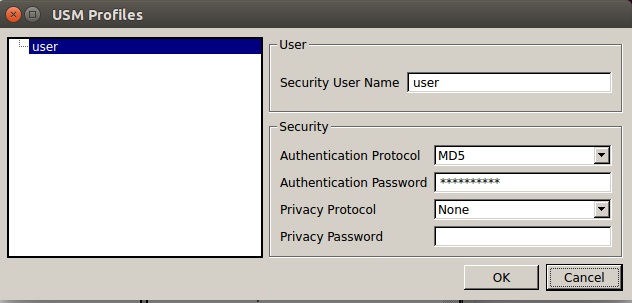 USM Profiles
user
User
Security User Name user
Security
Authentication Protocol MD5
Authentication Password **********
Privacy Protocol None
Privacy Password
OK Cancel